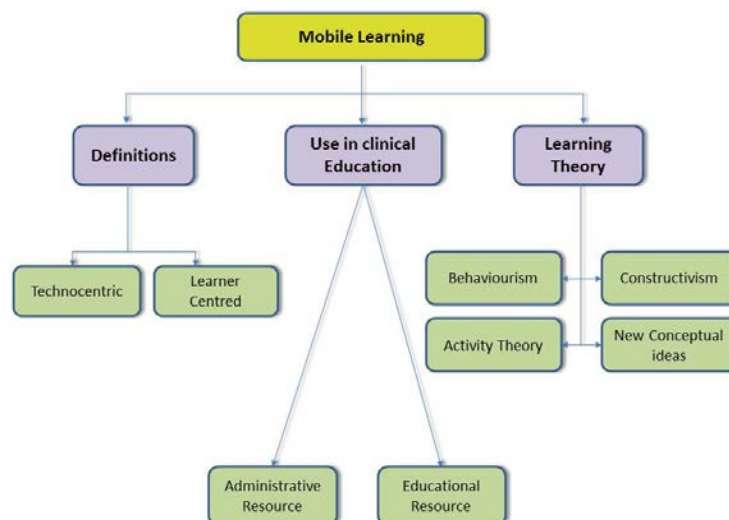 Mobile Learning
Definitions
Use in clinical
Education
Learning
Theory
Technocentric
Learner
Centred
Behaviourism
Constructivism
Activity Theory
New Conceptual
ideas
Administrative
Resource
Educational
Resource